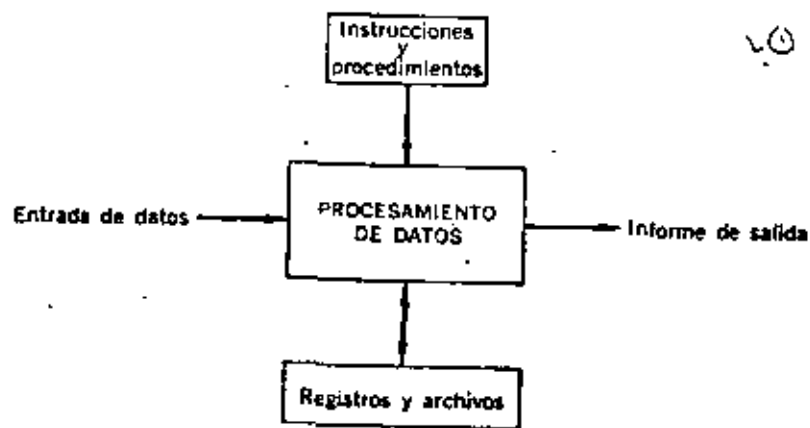 Instrucciones
y
procedimientos
Entrada de datos
PROCESAMIENTO
DE DATOS
Informe de salida
Registros y archivos